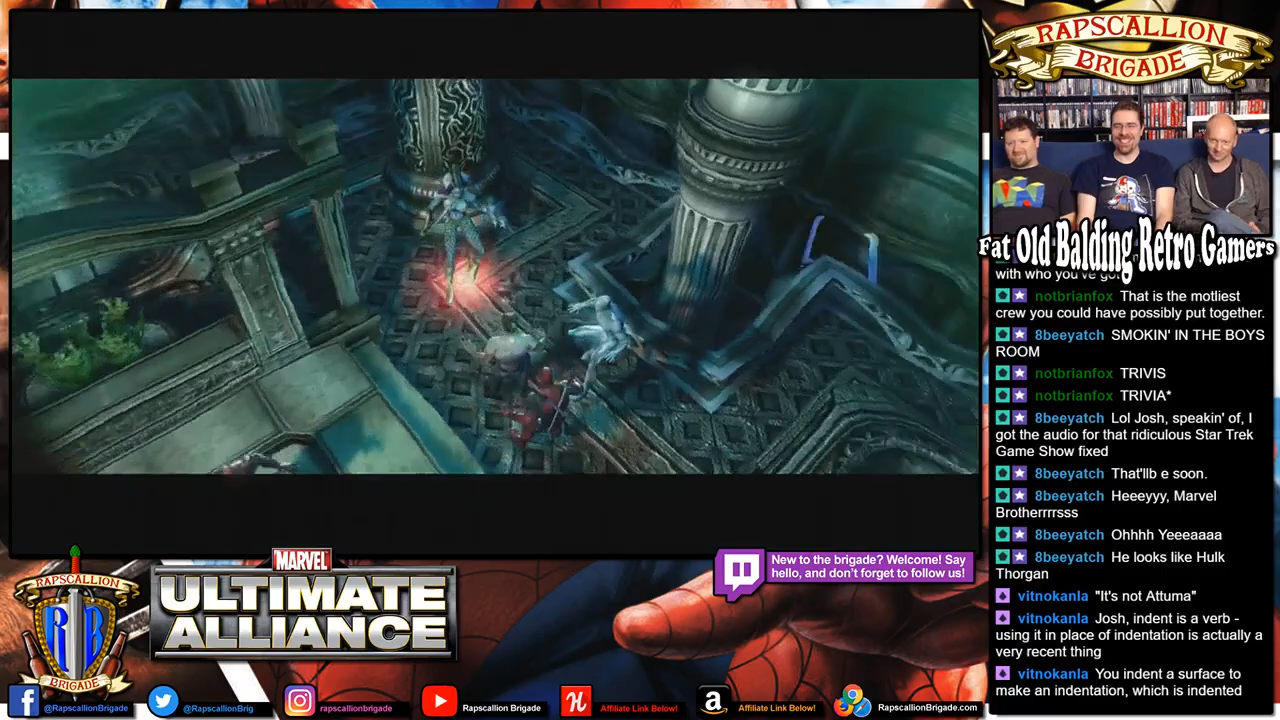 RAPSCALLION
BRIGADE
Fat Old Balding Retro Gamers
with who you've got
notbrianfox That is the motliest
crew you could have possibly put together.
8beeyatch SMOKIN' IN THE BOYS
ROOM
notbrianfox TRIVIS
notbrianfox TRIVIA*
8beeyatch Lol Josh, speakin' of, I
got the audio for that ridiculous Star Trek
Game Show fixed
8beeyatch That'llb e soon.
8beeyatch Heeeyyy, Marvel
Brotherrrrsss
8beeyatch Ohhhh Yeeeaaaa
8beeyatch He looks like Hulk
Thorgan
vitnokanla "It's not Attuma"
vitnokanla Josh, indent is a verb -
using it in place of indentation is actually a
very recent thing
vitnokanla You indent a surface to
make an indentation, which is indented
RAPSCALLION
RB
BRIGADE
MARVEL
ULTIMATE
ALLIANCE
New to the brigade? Welcome! Say
hello, and don't forget to follow us!
@RapscallionBrigade
@RapscallionBrig
rapscallionbrigade
Rapscallion Brigade
Affiliate Link Below!
Affiliate Link Below!
RapscallionBrigade.com